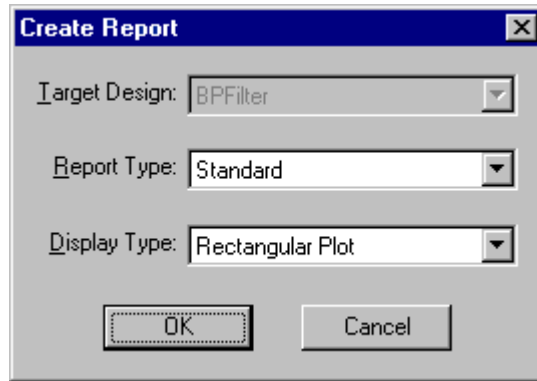 Create Report
Target Design: BPFilter
Report Type: Standard
Display Type: Rectangular Plot
OK Cancel